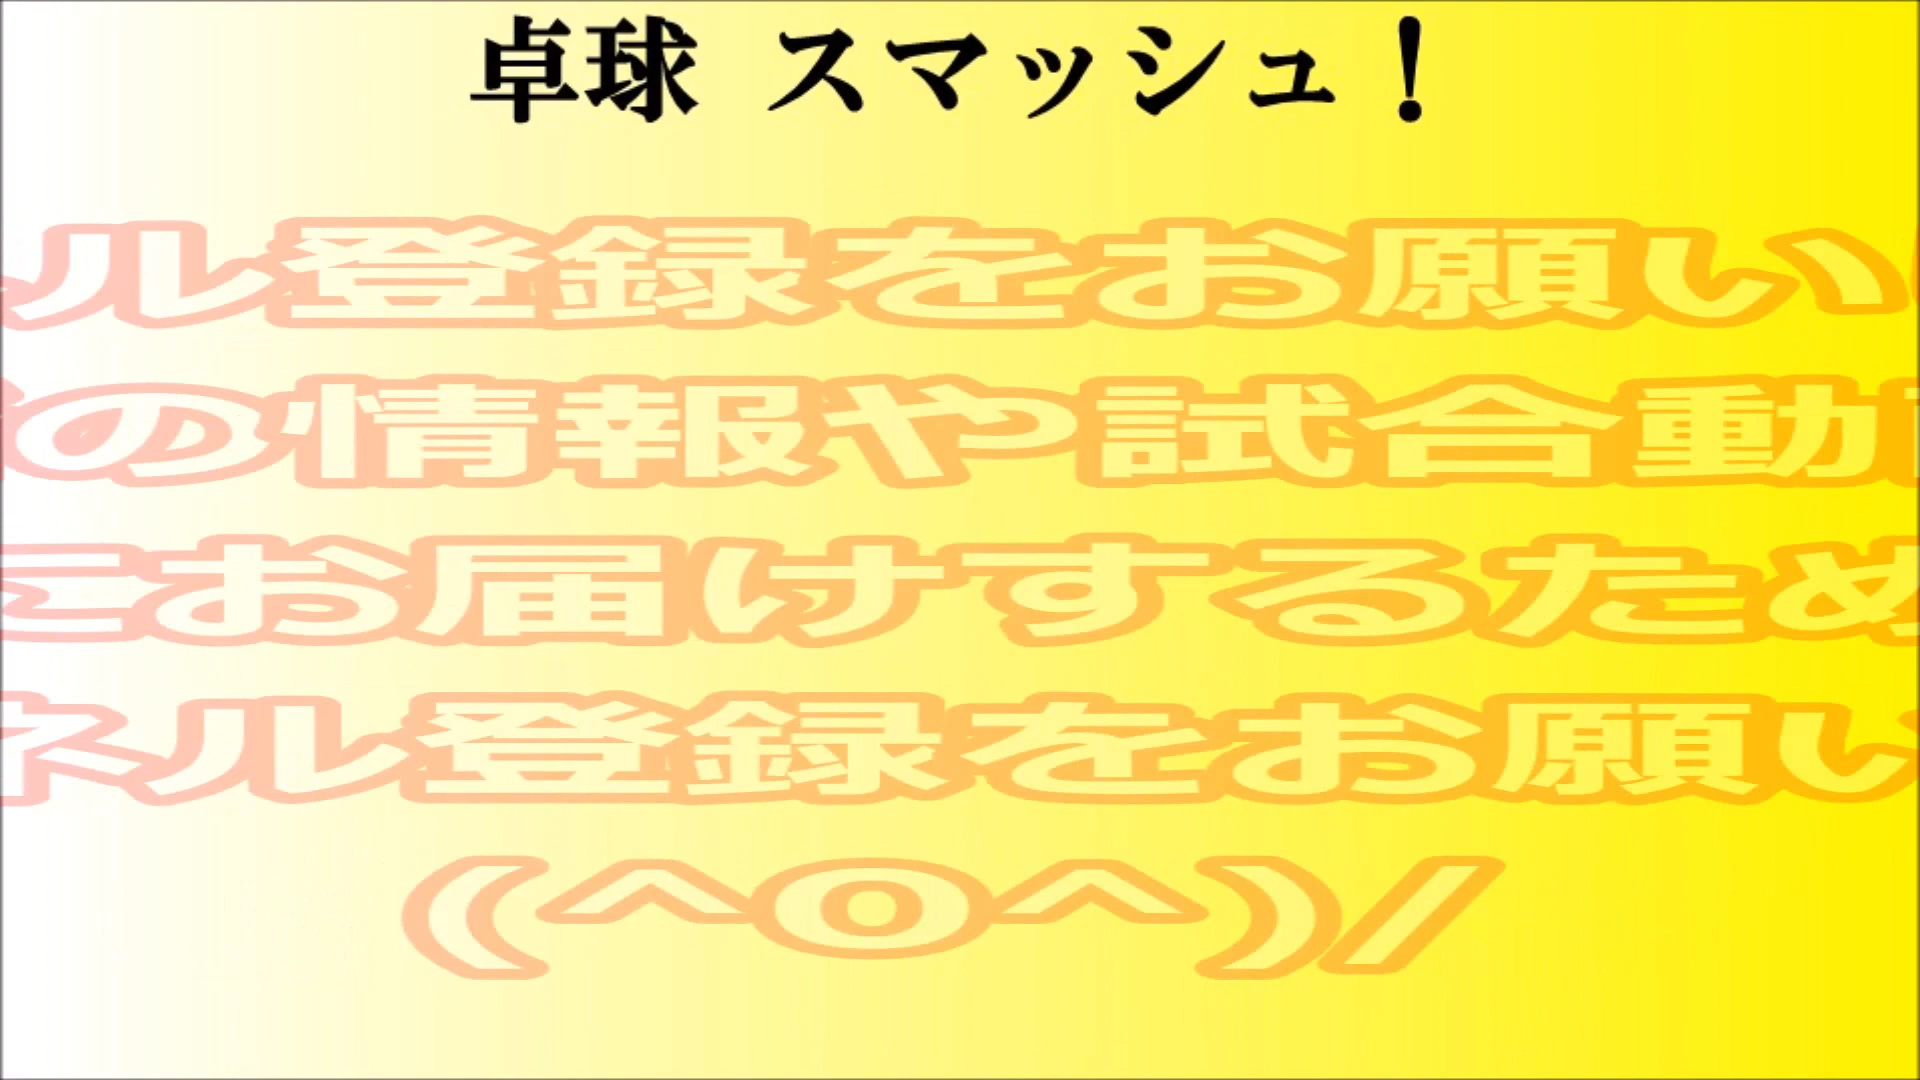 卓球 スマッシュ！
ル登録をお願い
の情報や試合動
にお届けするため
ネル登録をお願い
(^O^)/